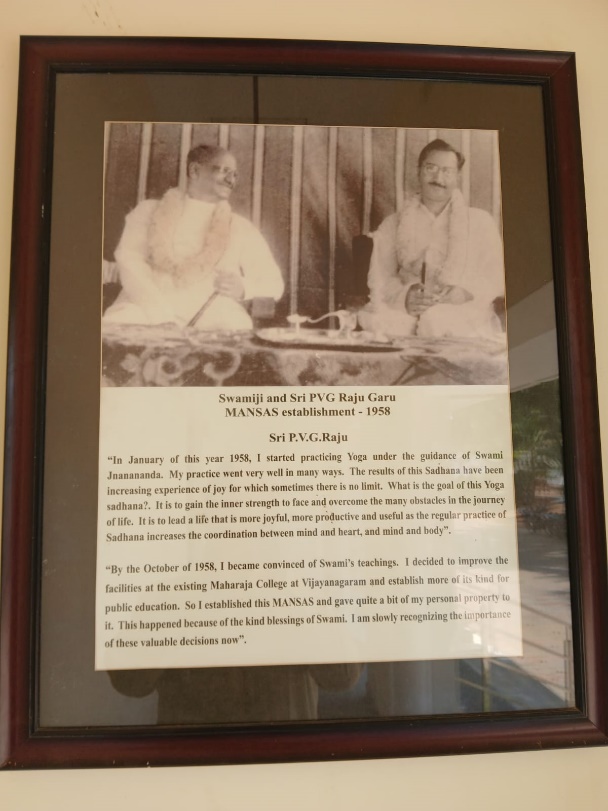 Swamiji and Sri PVG Raju Garu
MANSAS establishment - 1958
Sri P.V.G.Raju
"In January of this year 1958, I started practicing Yoga under the guidance of Swami
Jnanananda. My practice went very well in many ways. The results of this Sadhana have been
increasing experience of joy for which sometimes there is no limit. What is the goal of this Yoga
sadhana?. It is to gain the inner strength to face and overcome the many obstacles in the journey
of life. It is to lead a life that is more joyful, more productive and useful as the regular practice of
Sadhana increases the coordination between mind and heart, and mind and body".
"By the October of 1958, I became convinced of Swami's teachings. I decided to improve the
facilities at the existing Maharaja College at Vijayanagaram and establish more of its kind for
public education. So I established this MANSAS and gave quite a bit of my personal property to
it. This happened because of the kind blessings of Swami. I am slowly recognizing the importance
of these valuable decisions now".